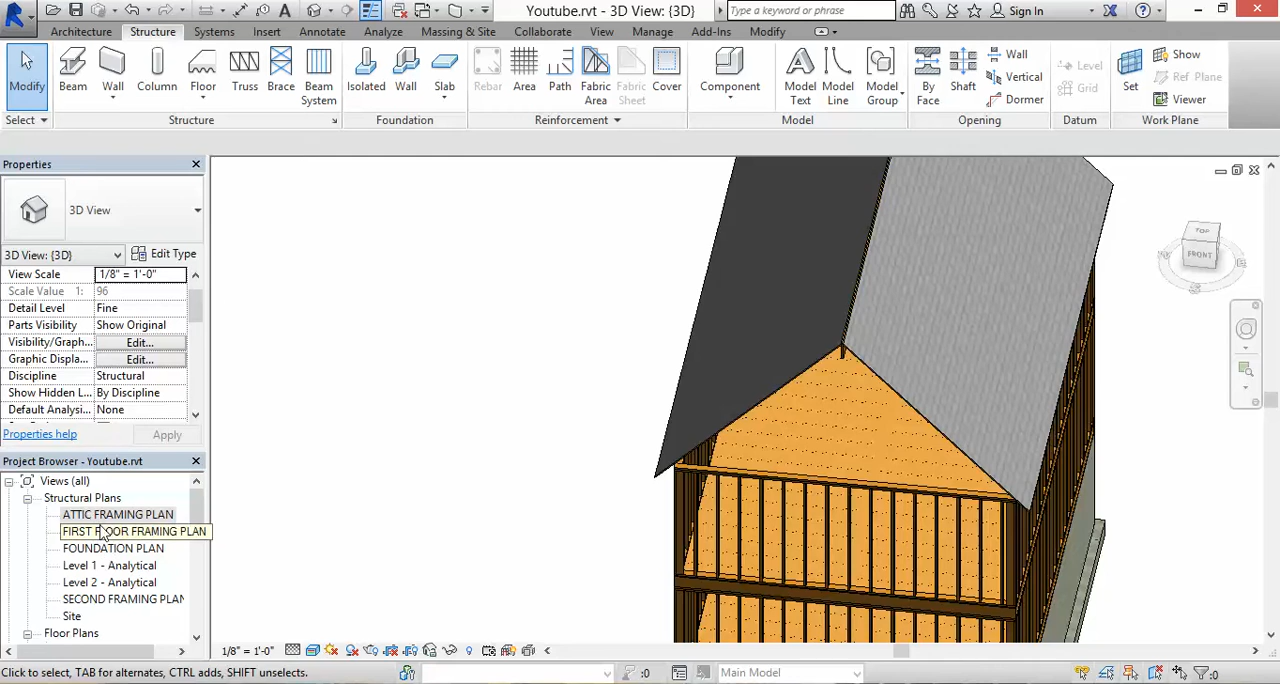 Youtube.rvt - 3D View: {3D}
Type a keyword or phrase
Sign In
Architecture Structure Systems Insert Annotate Analyze Massing & Site Collaborate View Manage Add-Ins Modify
Modify Beam Wall Column Floor Truss Brace Beam System Isolated Wall Slab Rebar Area Path Fabric Area Fabric Sheet Cover Component Model Text Model Line Model Group By Face Shaft Wall Vertical Dormer Level Grid Set Show Ref Plane Viewer
Select Structure Foundation Reinforcement Model Opening Datum Work Plane
Properties
3D View
3D View: {3D} Edit Type
View Scale 1/8" = 1'-0"
Scale Value 1: 96
Detail Level Fine
Parts Visibility Show Original
Visibility/Graph... Edit...
Graphic Displa... Edit...
Discipline Structural
Show Hidden L... By Discipline
Default Analysi... None
Properties help Apply
Project Browser - Youtube.rvt
Views (all)
Structural Plans
ATTIC FRAMING PLAN
FIRST FLOOR FRAMING PLAN
FOUNDATION PLAN
Level 1 - Analytical
Level 2 - Analytical
SECOND FRAMING PLAN
Site
Floor Plans
TOP
FRONT
1/8" = 1'-0"
Click to select, TAB for alternates, CTRL adds, SHIFT unselects.
:0
Main Model
:0